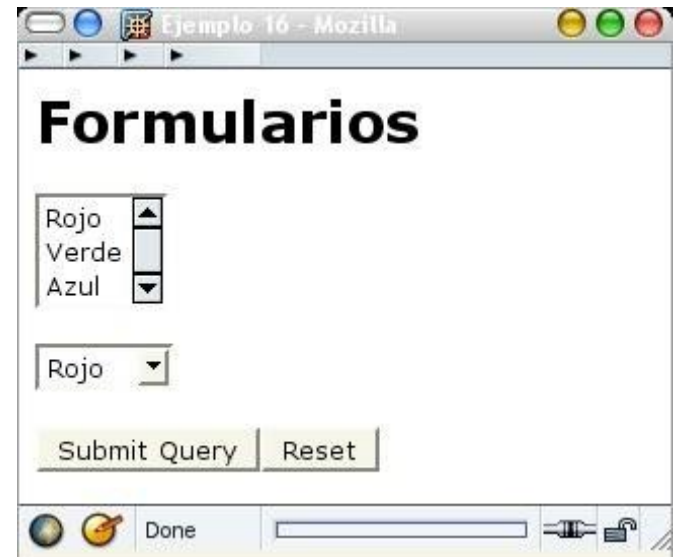 Ejemplo 16 - Mozilla
Formularios
Rojo
Verde
Azul
Rojo
Submit Query Reset
Done